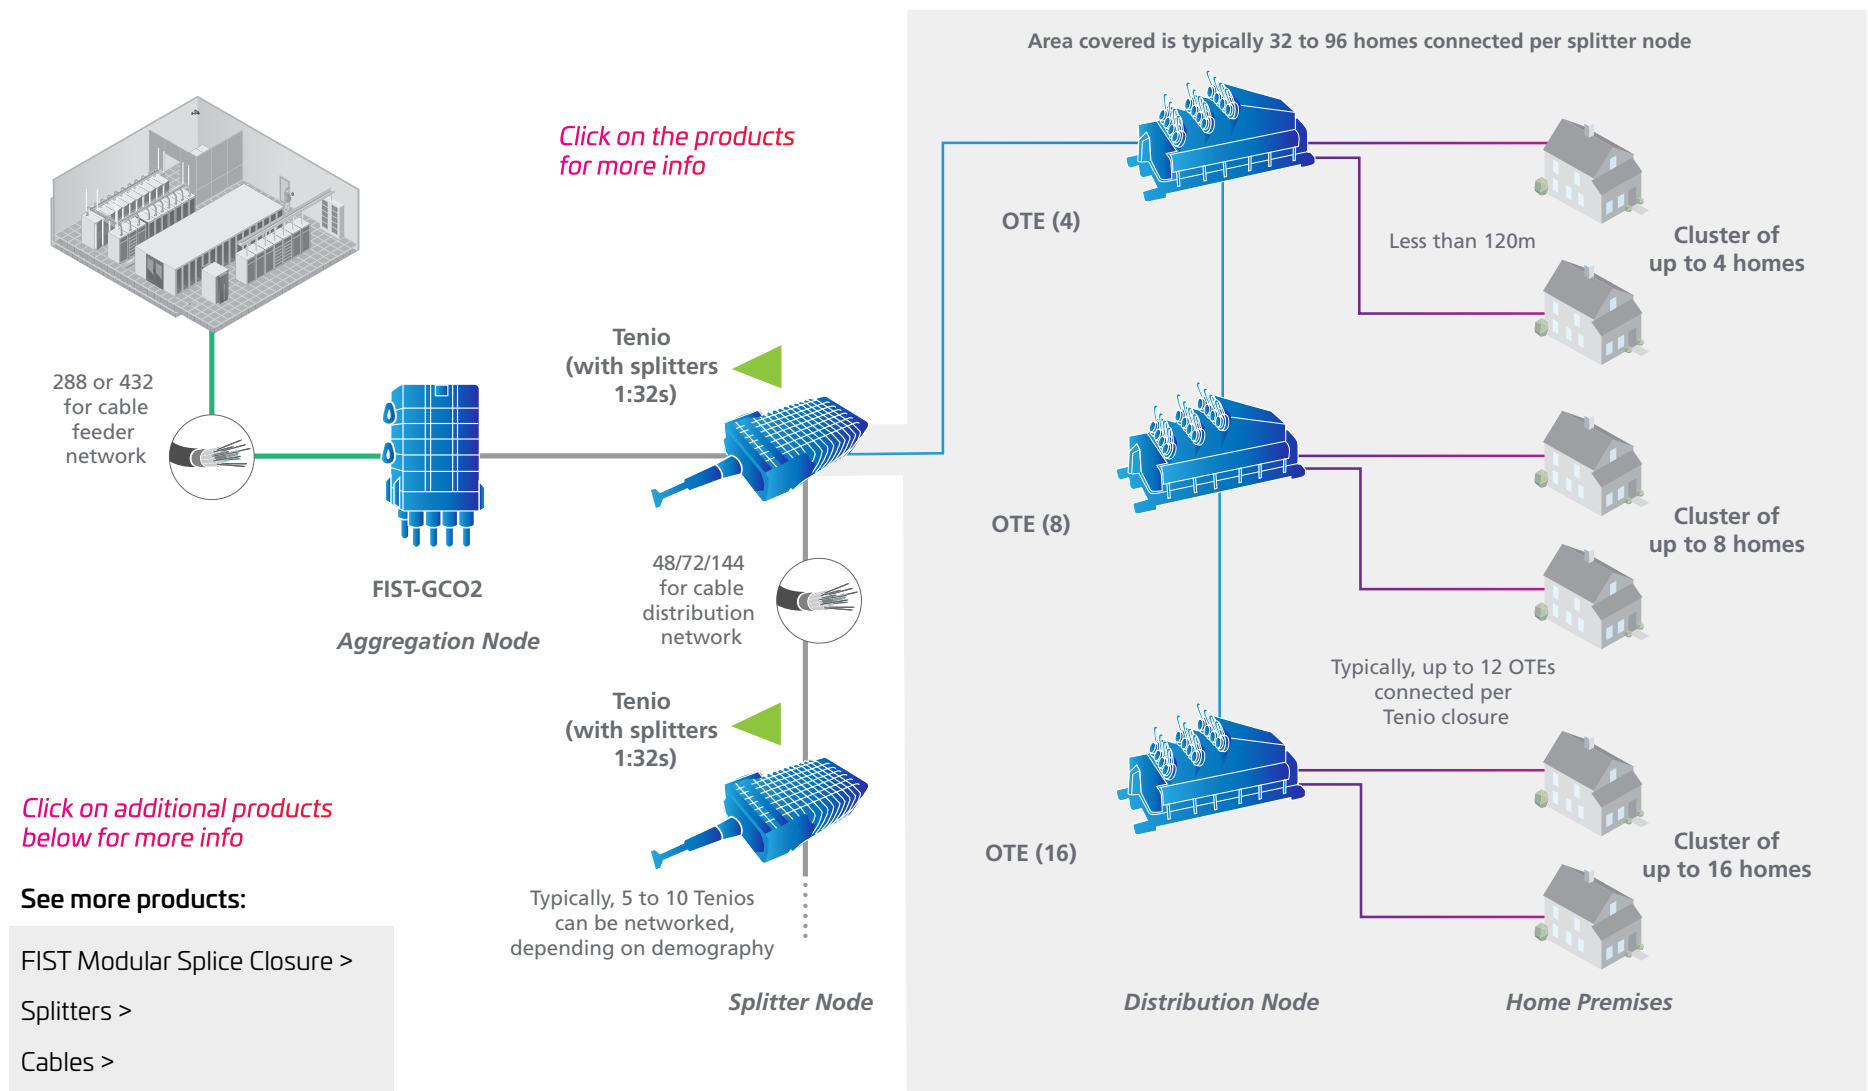 Area covered is typically 32 to 96 homes connected per splitter node
Click on the products
for more info
OTE (4)
Less than 120m
Cluster of
up to 4 homes
Tenio
(with splitters
1:32s)
288 or 432
for cable
feeder
network
FIST-GCO2
Aggregation Node
48/72/144
for cable
distribution
network
OTE (8)
Cluster of
up to 8 homes
Typically, up to 12 OTEs
connected per
Tenio closure
Tenio
(with splitters
1:32s)
OTE (16)
Cluster of
up to 16 homes
Typically, 5 to 10 Tenios
can be networked,
depending on demography
Splitter Node
Distribution Node
Home Premises
Click on additional products
below for more info
See more products:
FIST Modular Splice Closure >
Splitters >
Cables >